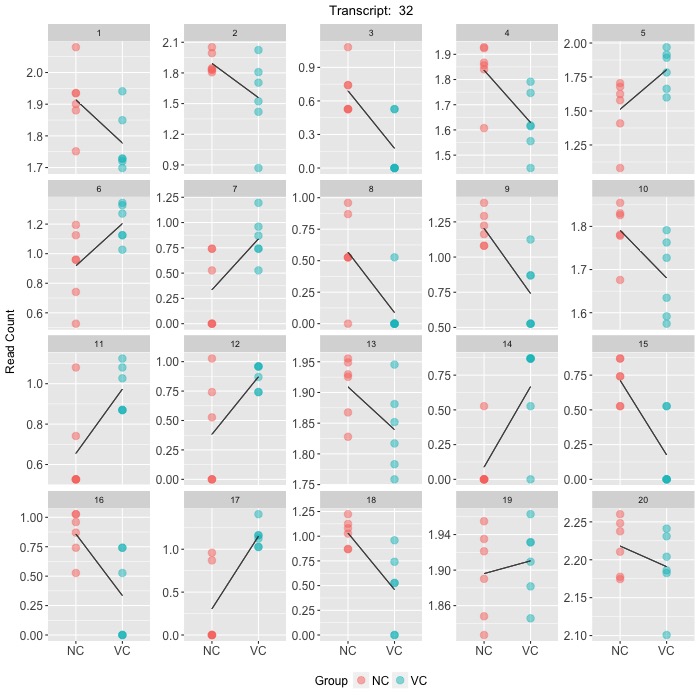 Transcript: 32
1 2 3 4 5
2.0 1.9 1.8 1.7 2.1 1.8 1.5 1.2 0.9 0.9 0.6 0.3 0.0 1.9 1.8 1.7 1.6 1.5 2.00 1.75 1.50 1.25
6 7 8 9 10
1.2 1.0 0.8 0.6 1.25 1.00 0.75 0.50 0.25 0.00 1.00 0.75 0.50 0.25 0.00 1.25 1.00 0.75 0.50 1.8 1.7 1.6
Read Count
11 12 13 14 15
1.0 0.8 0.6 1.00 0.75 0.50 0.25 0.00 1.95 1.90 1.85 1.80 1.75 0.75 0.50 0.25 0.00 0.75 0.50 0.25 0.00
16 17 18 19 20
1.00 0.75 0.50 0.25 0.00 1.0 0.5 0.0 1.25 1.00 0.75 0.50 0.25 0.00 1.94 1.90 1.86 2.25 2.20 2.15 2.10
NC VC NC VC NC VC NC VC NC VC
Group NC VC